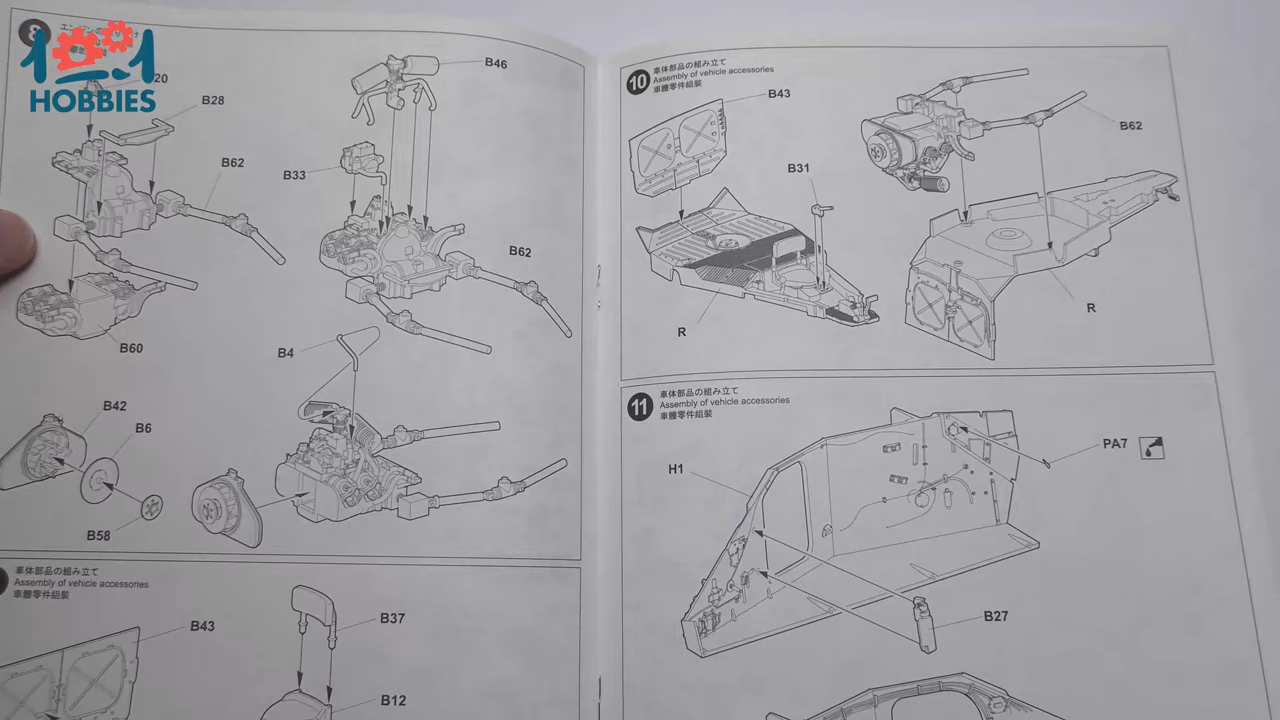 8
1001
HOBBIES
20
B28
B62
B60
B46
B33
B62
B4
B42
B6
B58
車体部品の組み立て
Assembly of vehicle accessories
車體零件組裝
B43
B37
B12
10
車体部品の組み立て
Assembly of vehicle accessories
車體零件組裝
B43
B31
R
B62
R
11
車体部品の組み立て
Assembly of vehicle accessories
車體零件組裝
H1
PA7
B27